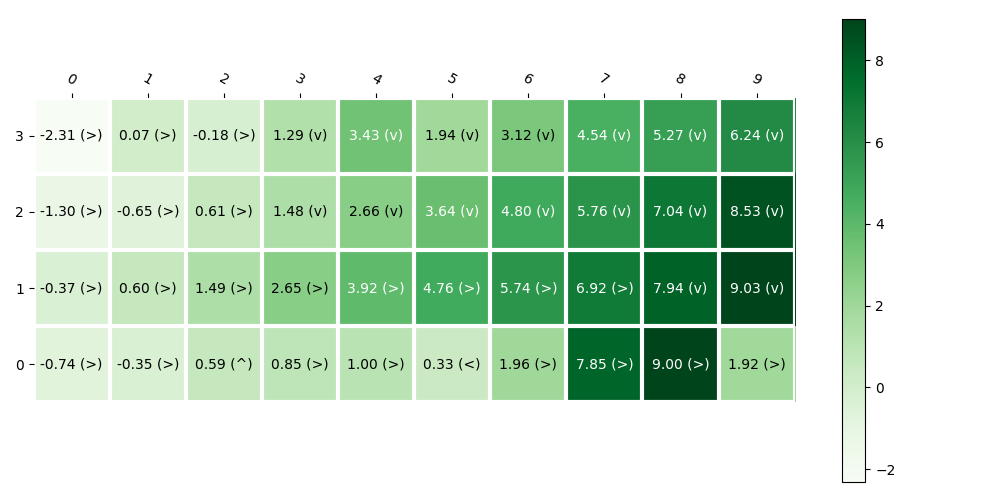 0 1 2 3 4 5 6 7 8 9
3 -2.31 (>) 0.07 (>) -0.18 (>) 1.29 (v) 3.43 (v) 1.94 (v) 3.12 (v) 4.54 (v) 5.27 (v) 6.24 (v)
2 -1.30 (>) -0.65 (>) 0.61 (>) 1.48 (v) 2.66 (v) 3.64 (v) 4.80 (v) 5.76 (v) 7.04 (v) 8.53 (v)
1 -0.37 (>) 0.60 (>) 1.49 (>) 2.65 (>) 3.92 (>) 4.76 (>) 5.74 (>) 6.92 (>) 7.94 (v) 9.03 (v)
0 -0.74 (>) -0.35 (>) 0.59 (^) 0.85 (>) 1.00 (>) 0.33 (<) 1.96 (>) 7.85 (>) 9.00 (>) 1.92 (>)
8
6
4
2
0
−2